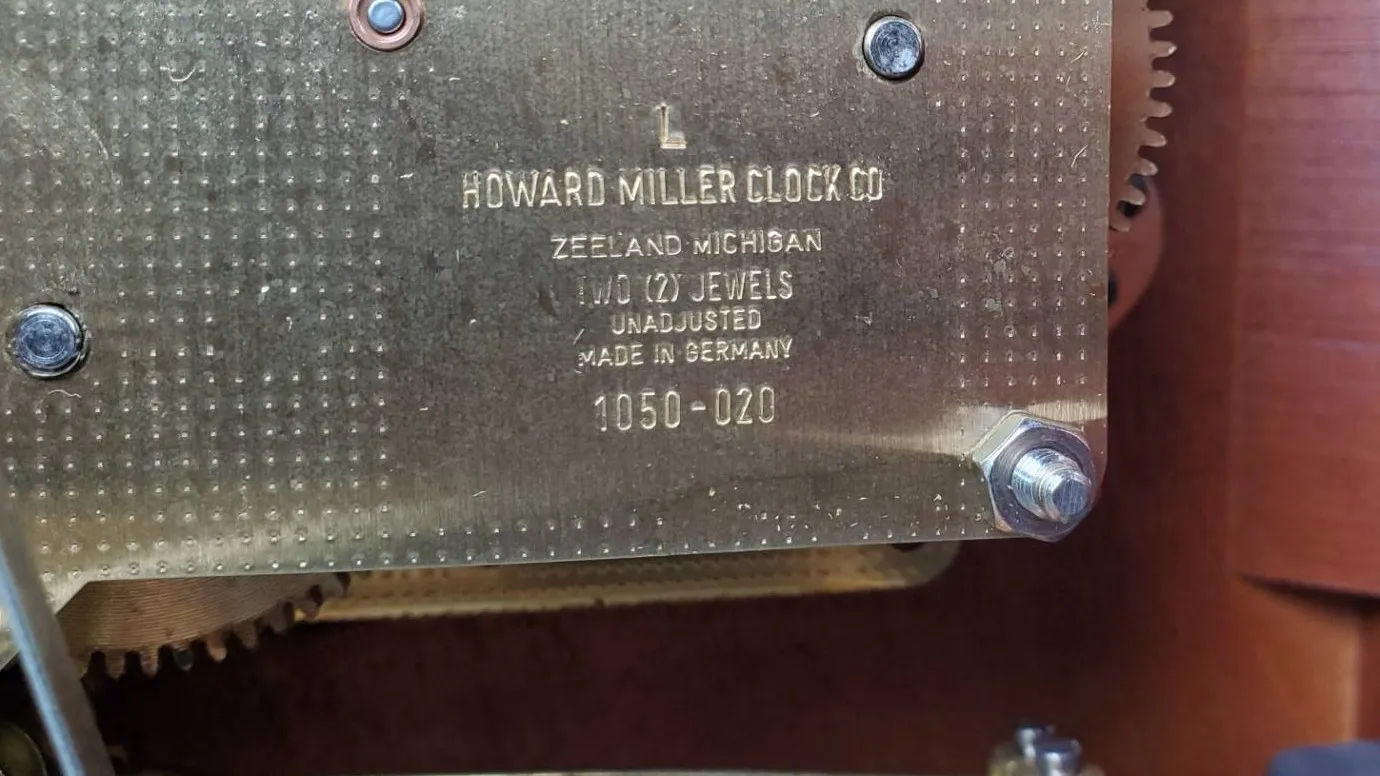 L
HOWARD MILLER CLOCK CO
ZEELAND MICHIGAN
TWO (2) JEWELS
UNADJUSTED
MADE IN GERMANY
1050-020